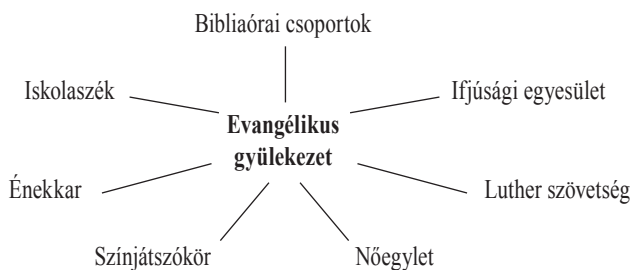 Bibliaórai csoportok
Iskolaszék
Ifjúsági egyesület
Evangélikus
gyülekezet
Énekkar
Luther szövetség
Színjátszókör
Nőegylet